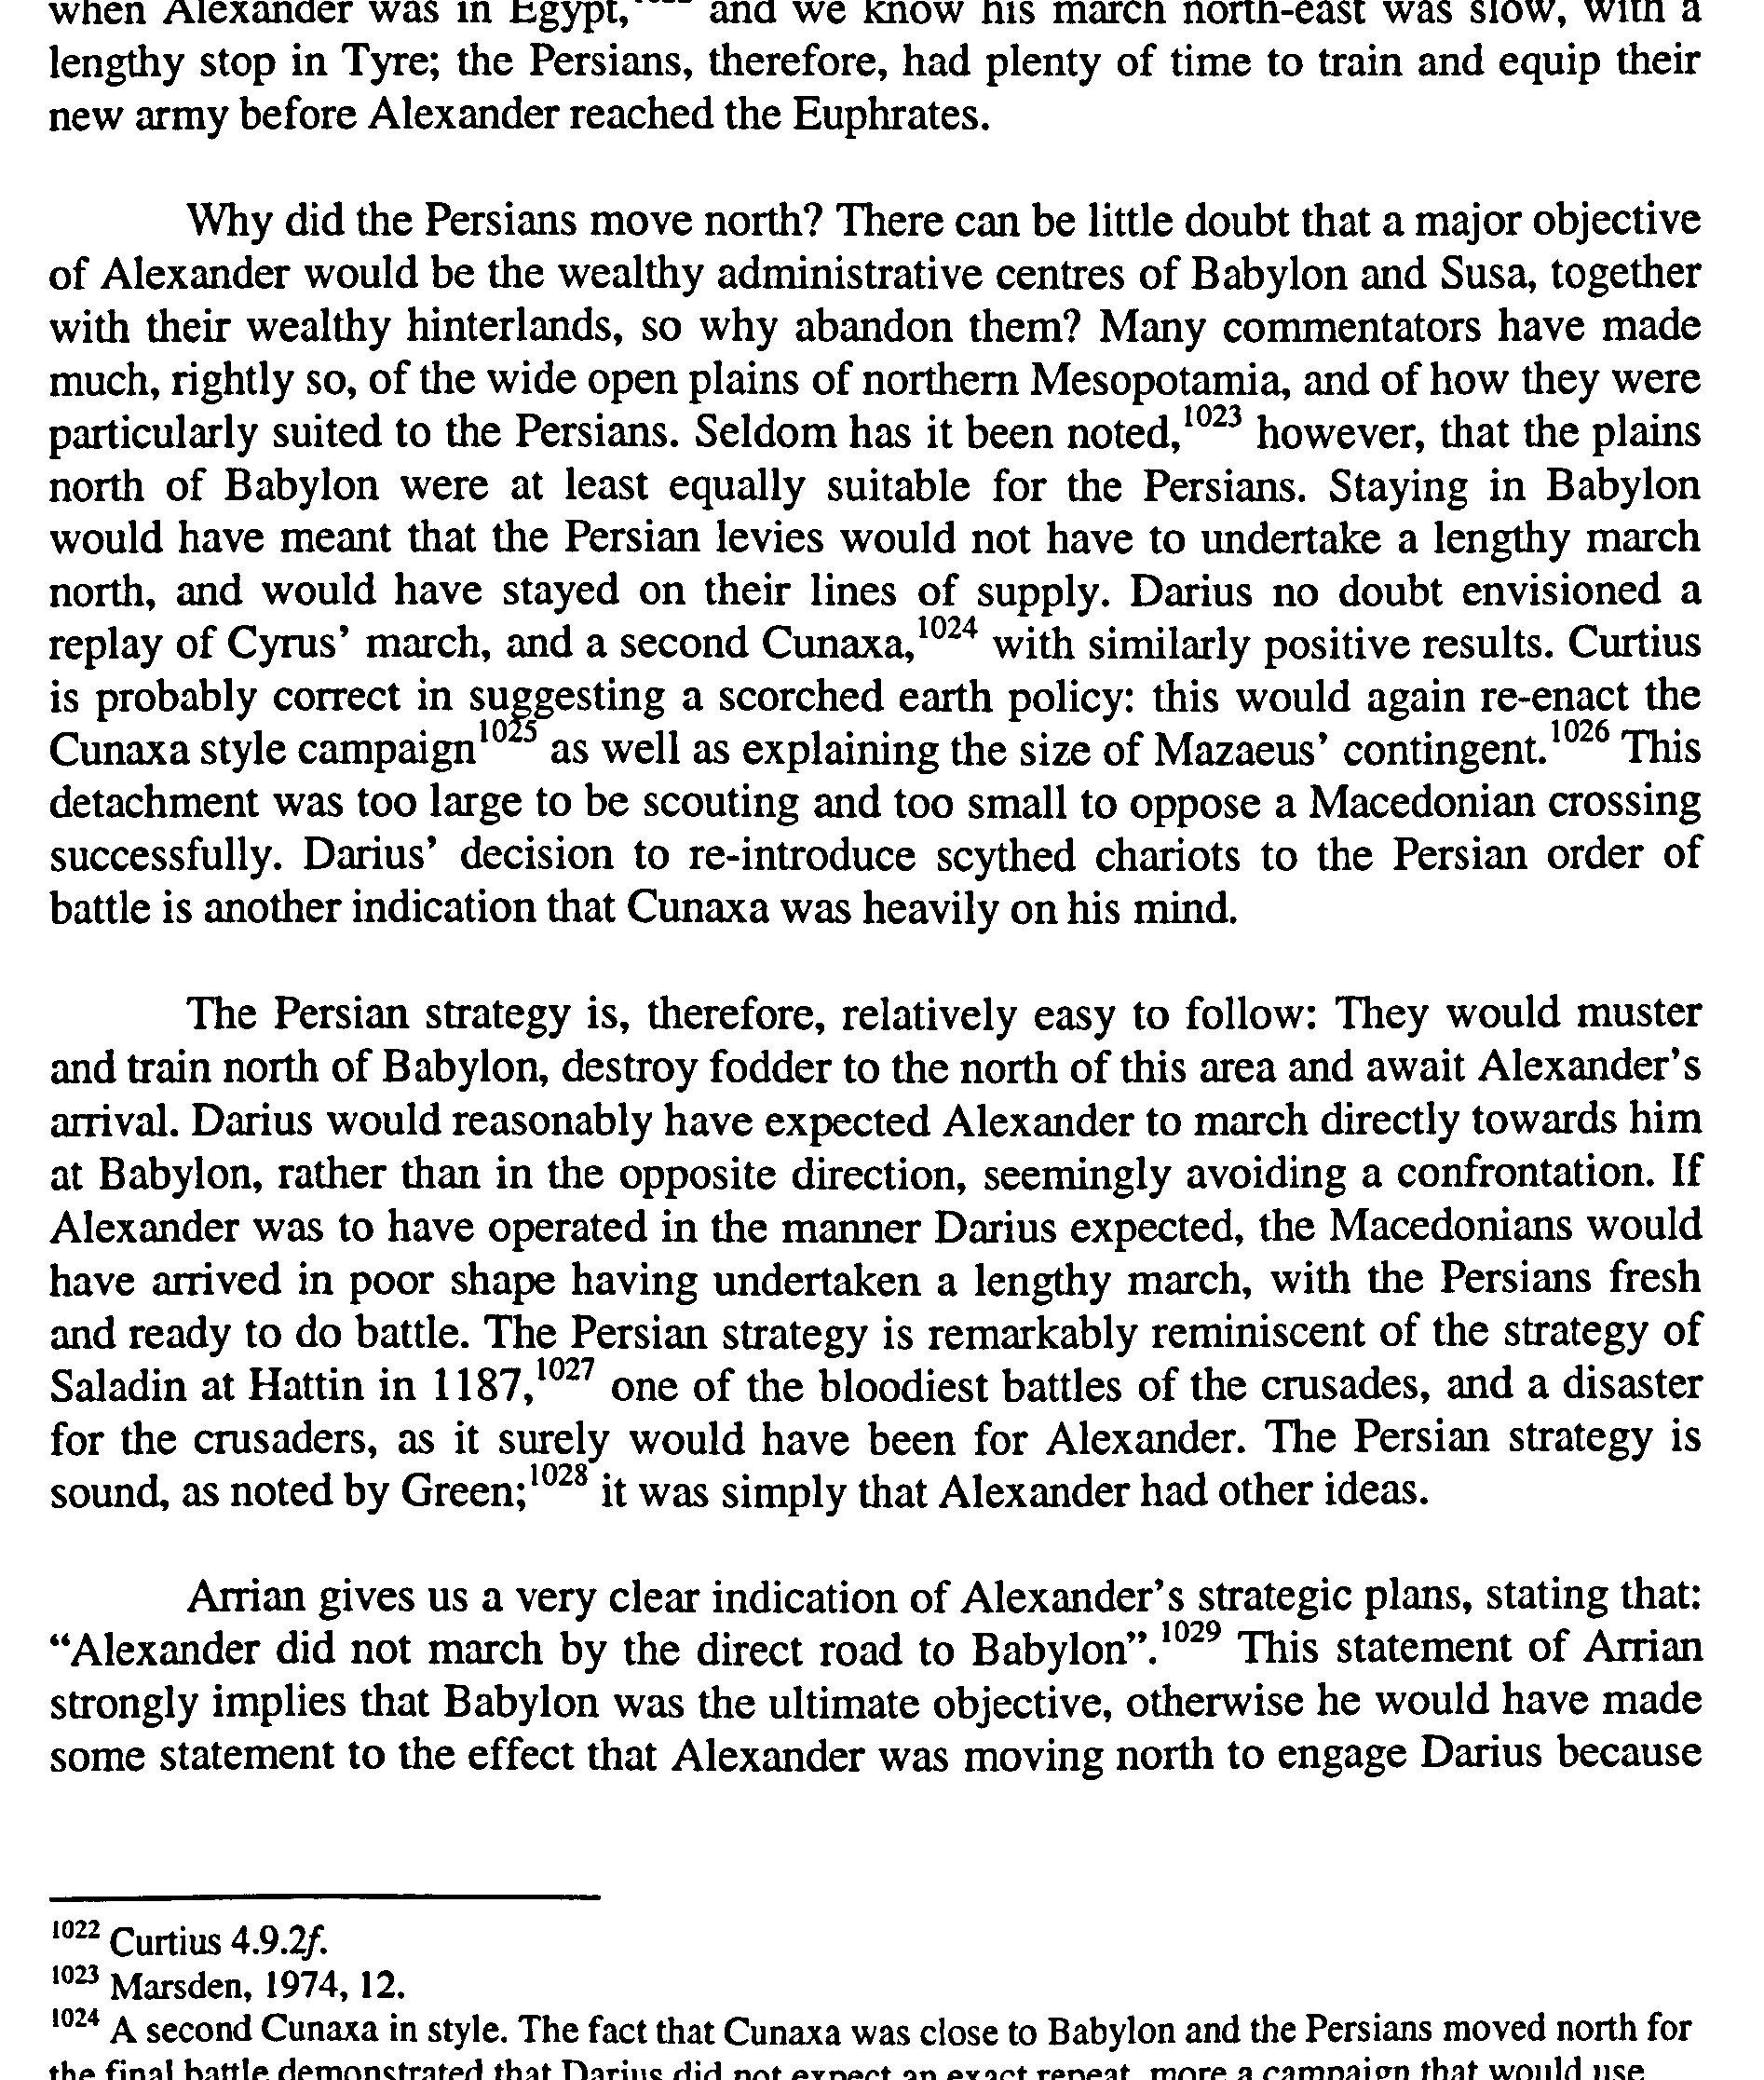 when Alexander was in Egypt,¹⁰²² and we know his march north-east was slow, with a
lengthy stop in Tyre; the Persians, therefore, had plenty of time to train and equip their
new army before Alexander reached the Euphrates.
Why did the Persians move north? There can be little doubt that a major objective
of Alexander would be the wealthy administrative centres of Babylon and Susa, together
with their wealthy hinterlands, so why abandon them? Many commentators have made
much, rightly so, of the wide open plains of northern Mesopotamia, and of how they were
particularly suited to the Persians. Seldom has it been noted,¹⁰²³ however, that the plains
north of Babylon were at least equally suitable for the Persians. Staying in Babylon
would have meant that the Persian levies would not have to undertake a lengthy march
north, and would have stayed on their lines of supply. Darius no doubt envisioned a
replay of Cyrus’ march, and a second Cunaxa,¹⁰²⁴ with similarly positive results. Curtius
is probably correct in suggesting a scorched earth policy: this would again re-enact the
Cunaxa style campaign¹⁰²⁵ as well as explaining the size of Mazaeus’ contingent.¹⁰²⁶ This
detachment was too large to be scouting and too small to oppose a Macedonian crossing
successfully. Darius’ decision to re-introduce scythed chariots to the Persian order of
battle is another indication that Cunaxa was heavily on his mind.
The Persian strategy is, therefore, relatively easy to follow: They would muster
and train north of Babylon, destroy fodder to the north of this area and await Alexander’s
arrival. Darius would reasonably have expected Alexander to march directly towards him
at Babylon, rather than in the opposite direction, seemingly avoiding a confrontation. If
Alexander was to have operated in the manner Darius expected, the Macedonians would
have arrived in poor shape having undertaken a lengthy march, with the Persians fresh
and ready to do battle. The Persian strategy is remarkably reminiscent of the strategy of
Saladin at Hattin in 1187,¹⁰²⁷ one of the bloodiest battles of the crusades, and a disaster
for the crusaders, as it surely would have been for Alexander. The Persian strategy is
sound, as noted by Green;¹⁰²⁸ it was simply that Alexander had other ideas.
Arrian gives us a very clear indication of Alexander’s strategic plans, stating that:
“Alexander did not march by the direct road to Babylon”.¹⁰²⁹ This statement of Arrian
strongly implies that Babylon was the ultimate objective, otherwise he would have made
some statement to the effect that Alexander was moving north to engage Darius because
¹⁰²² Curtius 4.9.2f.
¹⁰²³ Marsden, 1974, 12.
¹⁰²⁴ A second Cunaxa in style. The fact that Cunaxa was close to Babylon and the Persians moved north for
the final battle demonstrated that Darius did not expect an exact repeat, more a campaign that would use